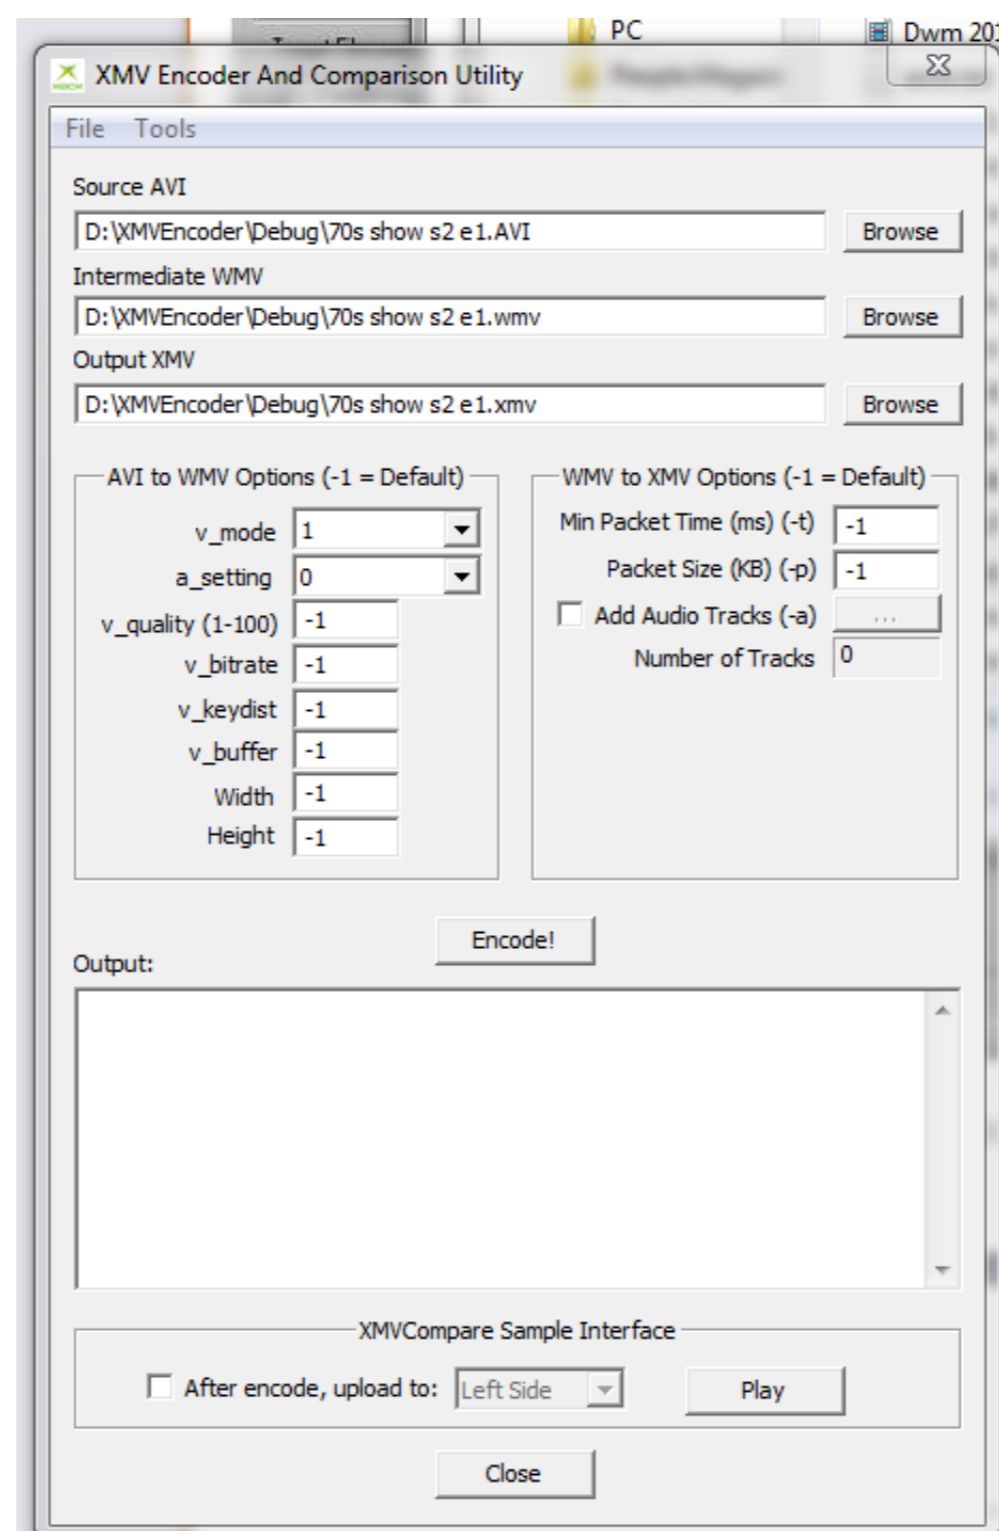 PC
Dwm 201
XMV Encoder And Comparison Utility
File Tools
Source AVI
D:\XMVEncoder\Debug\70s show s2 e1.AVI Browse
Intermediate WMV
D:\XMVEncoder\Debug\70s show s2 e1.wmv Browse
Output XMV
D:\XMVEncoder\Debug\70s show s2 e1.xmv Browse
AVI to WMV Options (-1 = Default)
v_mode 1
a_setting 0
v_quality (1-100) -1
v_bitrate -1
v_keydist -1
v_buffer -1
Width -1
Height -1
WMV to XMV Options (-1 = Default)
Min Packet Time (ms) (-t) -1
Packet Size (KB) (-p) -1
Add Audio Tracks (-a) ...
Number of Tracks 0
Encode!
Output:
XMVCompare Sample Interface
After encode, upload to: Left Side Play
Close